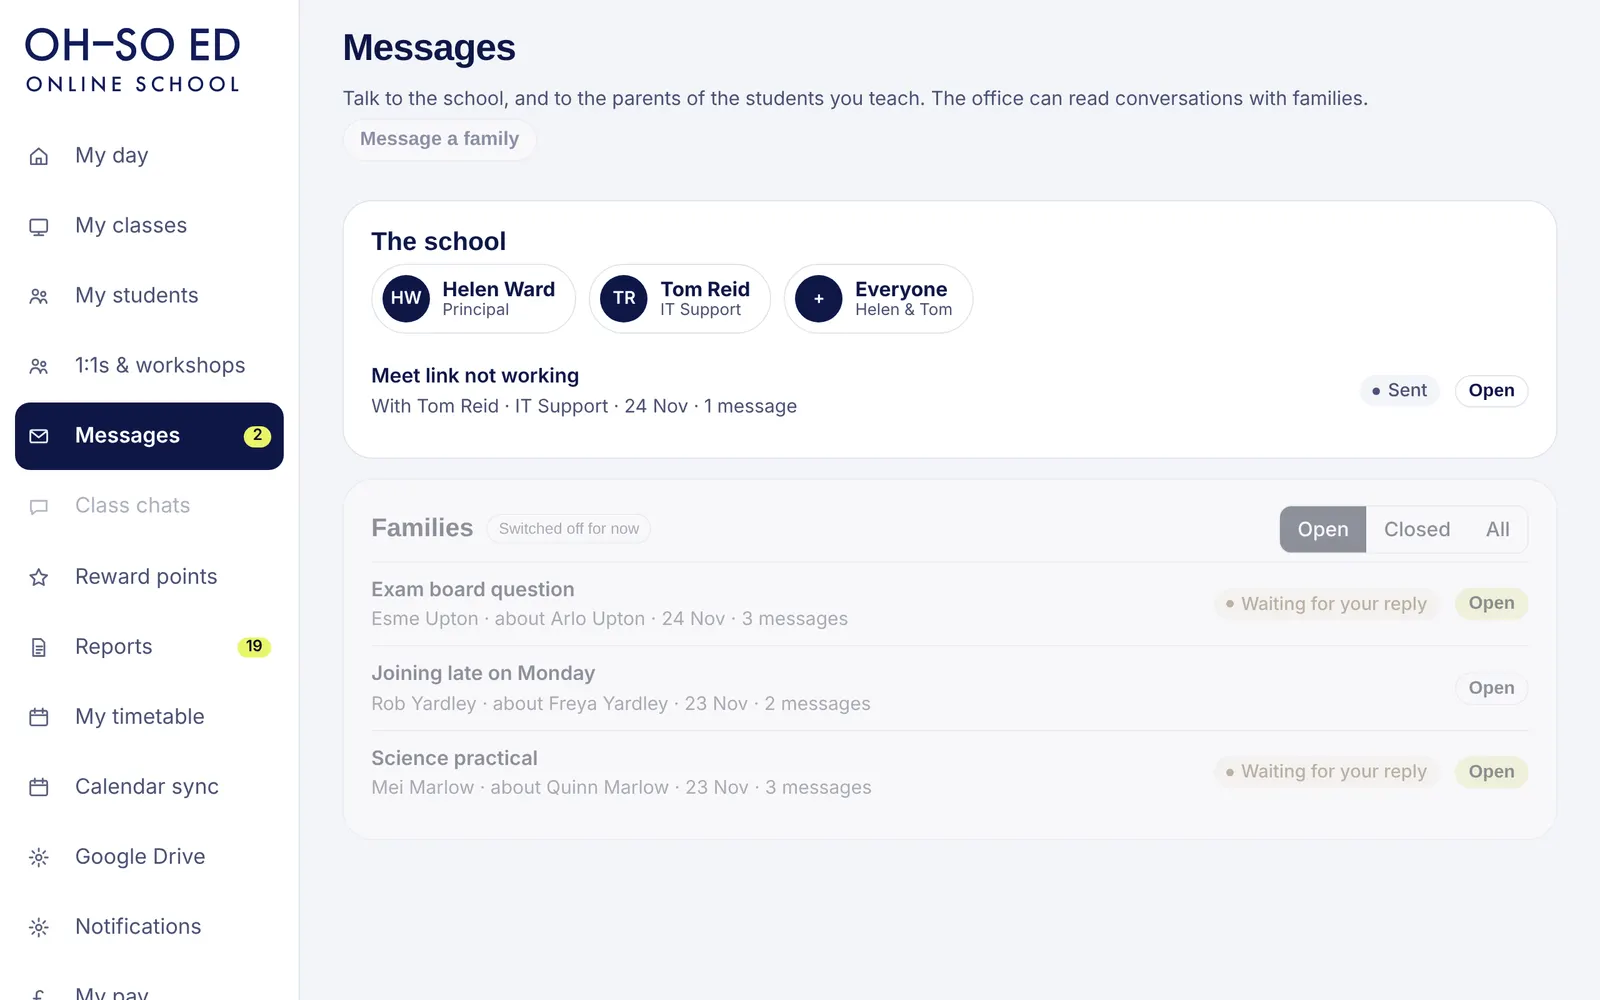 OH-SO ED
ONLINE SCHOOL
My day
My classes
My students
1:1s & workshops
Messages 2
Class chats
Reward points
Reports 19
My timetable
Calendar sync
Google Drive
Notifications
My pay
Messages
Talk to the school, and to the parents of the students you teach. The office can read conversations with families.
Message a family
The school
HW Helen Ward
Principal
TR Tom Reid
IT Support
+ Everyone
Helen & Tom
Meet link not working
With Tom Reid · IT Support · 24 Nov · 1 message
• Sent Open
Families Switched off for now Open Closed All
Exam board question
Esme Upton · about Arlo Upton · 24 Nov · 3 messages
• Waiting for your reply Open
Joining late on Monday
Rob Yardley · about Freya Yardley · 23 Nov · 2 messages
Open
Science practical
Mei Marlow · about Quinn Marlow · 23 Nov · 3 messages
• Waiting for your reply Open